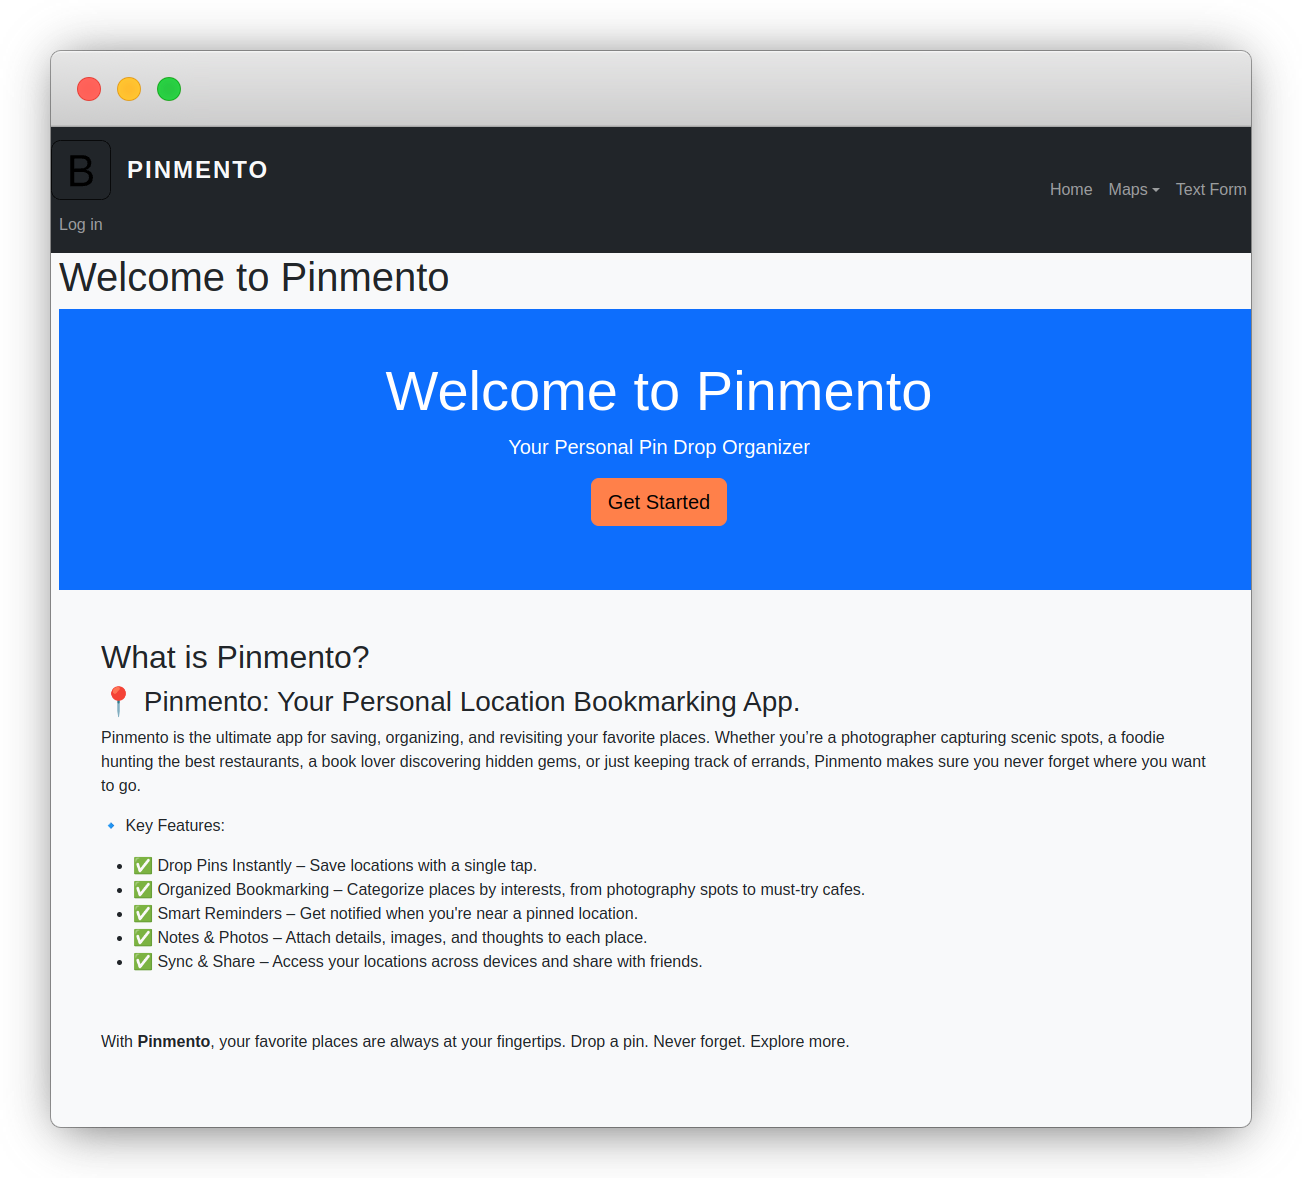 B
PINMENTO
Home Maps Text Form
Log in
Welcome to Pinmento
Welcome to Pinmento
Your Personal Pin Drop Organizer
Get Started
What is Pinmento?
📍 Pinmento: Your Personal Location Bookmarking App.
Pinmento is the ultimate app for saving, organizing, and revisiting your favorite places. Whether you’re a photographer capturing scenic spots, a foodie
hunting the best restaurants, a book lover discovering hidden gems, or just keeping track of errands, Pinmento makes sure you never forget where you want
to go.
🔹 Key Features:
• ✅ Drop Pins Instantly – Save locations with a single tap.
• ✅ Organized Bookmarking – Categorize places by interests, from photography spots to must-try cafes.
• ✅ Smart Reminders – Get notified when you're near a pinned location.
• ✅ Notes & Photos – Attach details, images, and thoughts to each place.
• ✅ Sync & Share – Access your locations across devices and share with friends.
With Pinmento, your favorite places are always at your fingertips. Drop a pin. Never forget. Explore more.